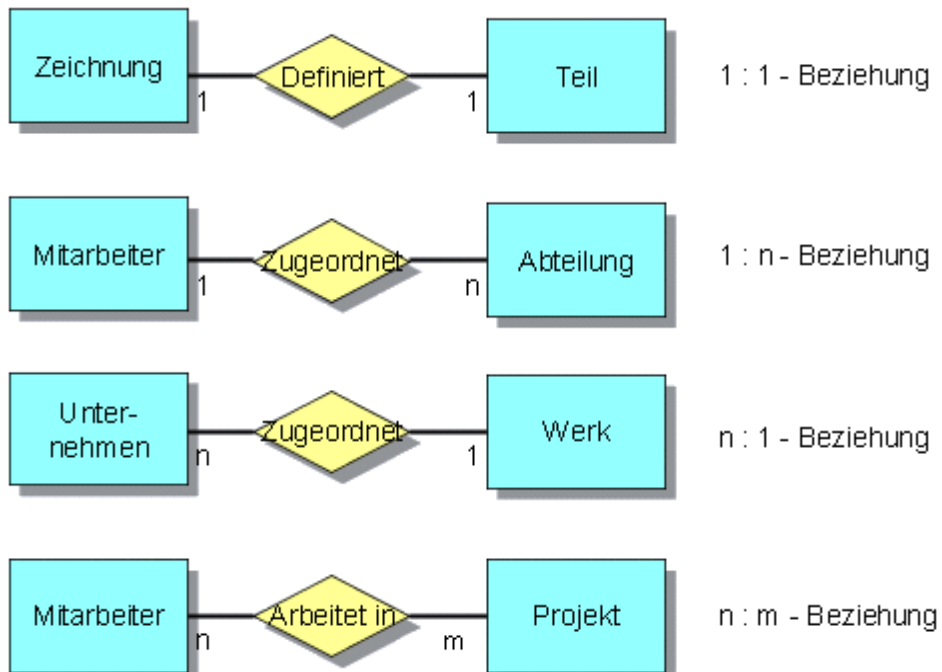 Zeichnung
Definiert
Teil
1 : 1 - Beziehung
1
1
Mitarbeiter
Zugeordnet
Abteilung
1 : n - Beziehung
1
n
Unter-
nehmen
Zugeordnet
Werk
n : 1 - Beziehung
n
1
Mitarbeiter
Arbeitet in
Projekt
n : m - Beziehung
n
m